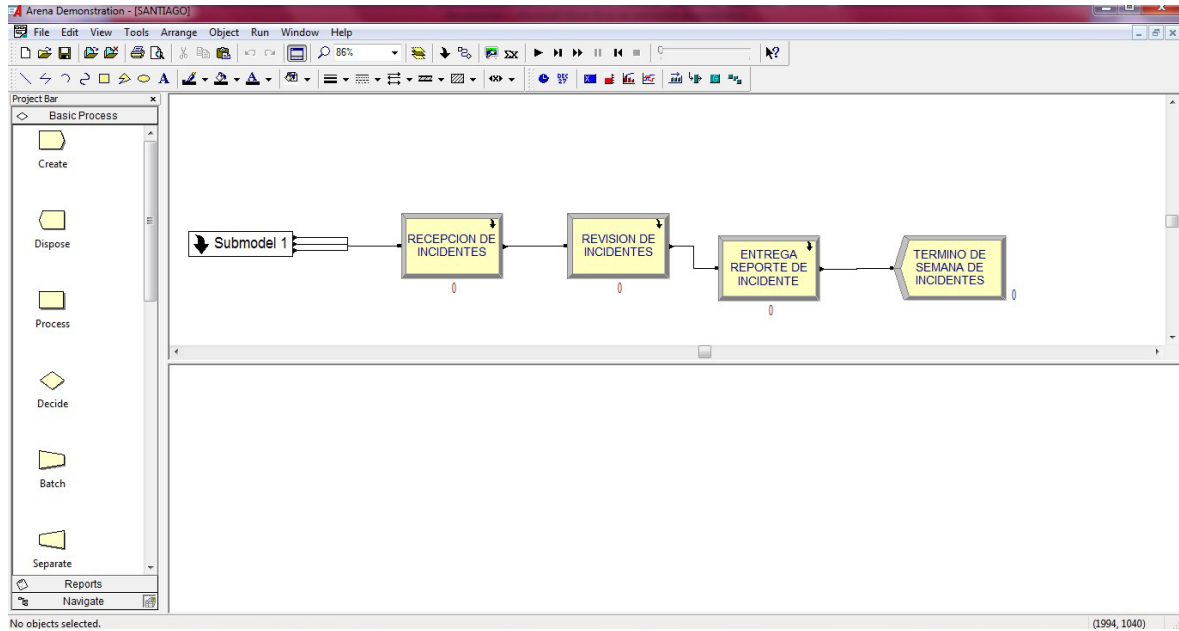 Arena Demonstration - [SANTIAGO]
File Edit View Tools Arrange Object Run Window Help
86%
Project Bar
Basic Process
Create
Dispose
Process
Decide
Batch
Separate
Reports
Navigate
Submodel 1
RECEPCION DE
INCIDENTES
0
REVISION DE
INCIDENTES
0
ENTREGA
REPORTE DE
INCIDENTE
0
TERMINO DE
SEMANA DE
INCIDENTES
0
No objects selected.
(1994, 1040)